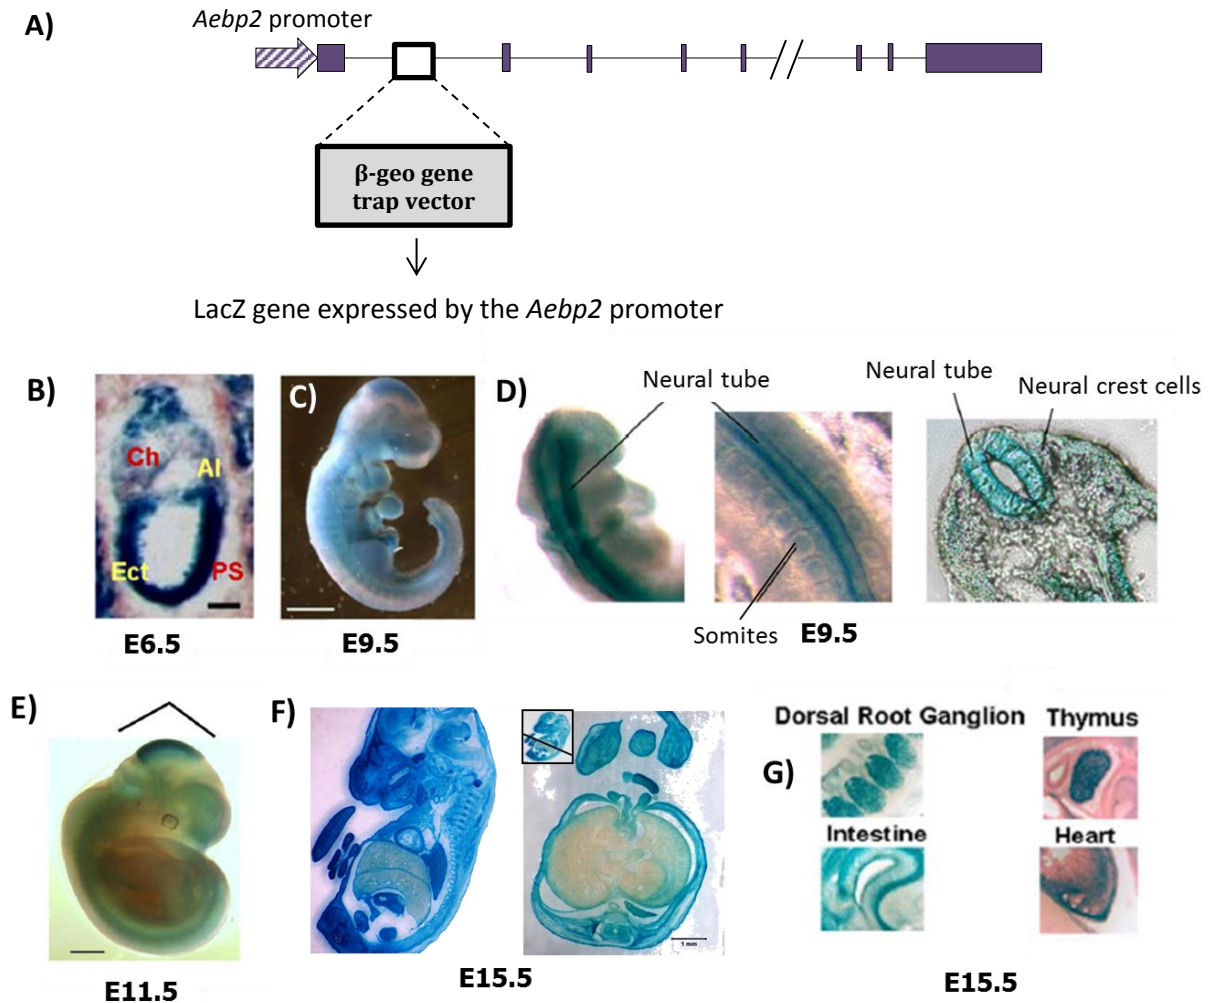 A)
Aebp2 promoter
β-geo gene
trap vector
LacZ gene expressed by the Aebp2 promoter
B)
Ch
Al
Ect
PS
E6.5
C)
E9.5
D)
Neural tube
Neural tube
Neural crest cells
Somites
E9.5
E)
E11.5
F)
1 mm
E15.5
G)
Dorsal Root Ganglion
Thymus
Intestine
Heart
E15.5